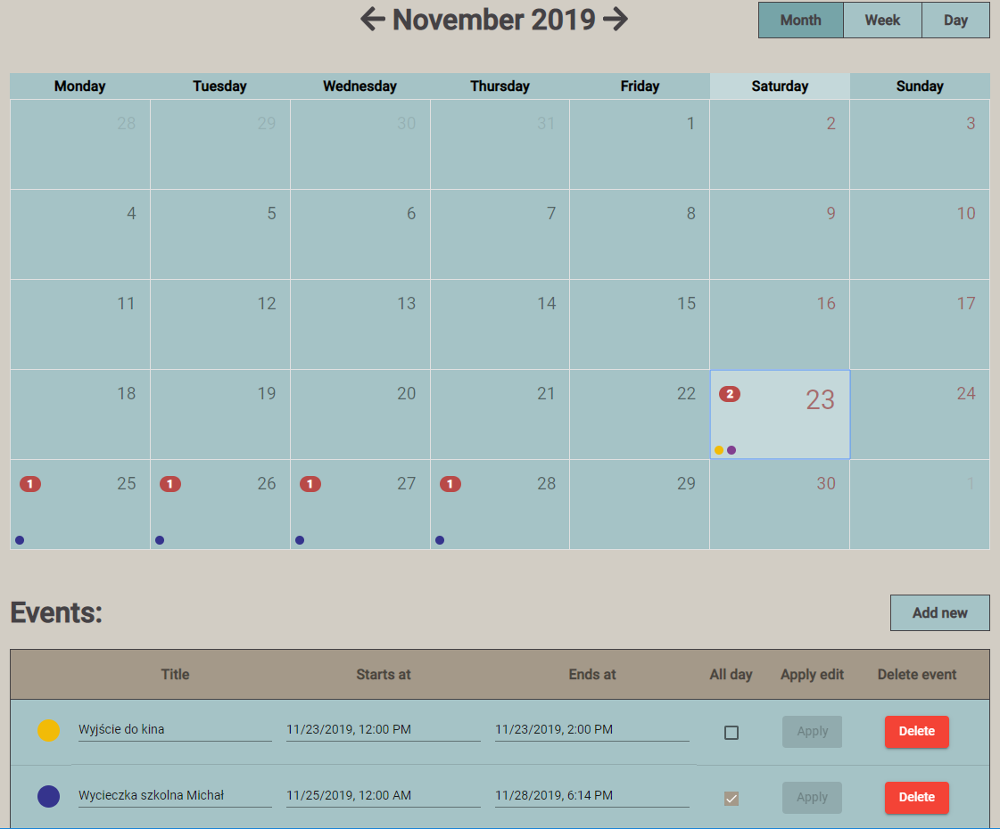 November 2019
Month Week Day
Monday Tuesday Wednesday Thursday Friday Saturday Sunday
28 29 30 31 1 2 3
4 5 6 7 8 9 10
11 12 13 14 15 16 17
18 19 20 21 22 2 23 24
1 25 1 26 1 27 1 28 29 30 1
Events:
Add new
Title Starts at Ends at All day Apply edit Delete event
Wyjście do kina 11/23/2019, 12:00 PM 11/23/2019, 2:00 PM Apply Delete
Wycieczka szkolna Michał 11/25/2019, 12:00 AM 11/28/2019, 6:14 PM Apply Delete